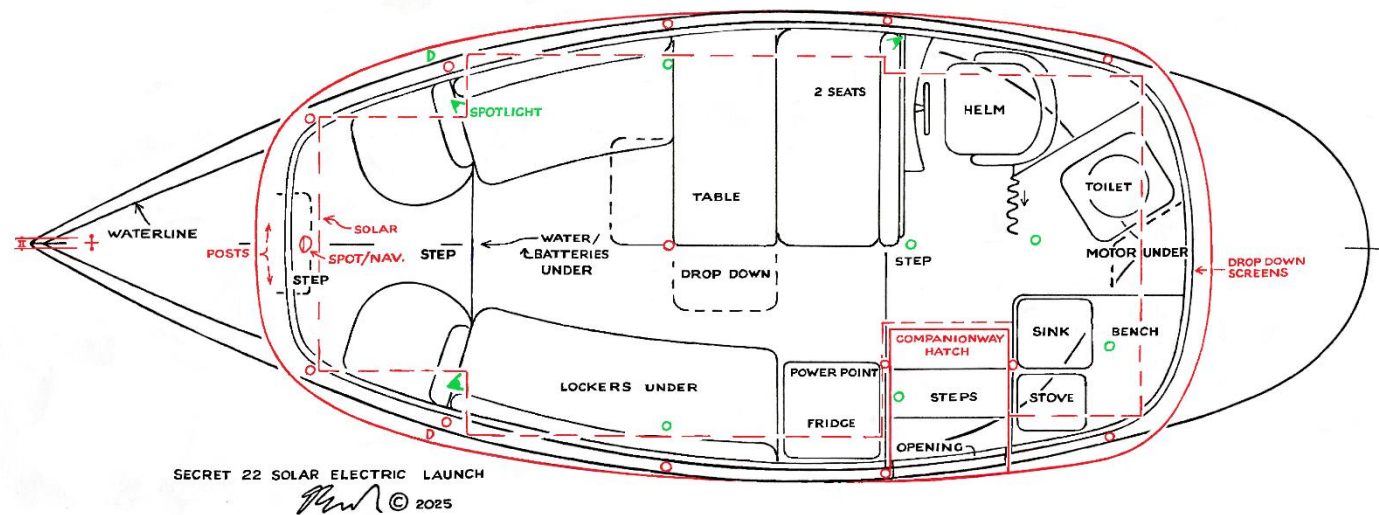 SPOTLIGHT
2 SEATS
HELM
TOILET
TABLE
WATERLINE
SOLAR
POSTS
SPOT/NAV.
STEP
STEP
WATER/
BATTERIES
UNDER
STEP
MOTOR UNDER
DROP DOWN
SCREENS
DROP DOWN
SINK
BENCH
COMPANIONWAY
HATCH
POWER POINT
LOCKERS UNDER
STEPS
STOVE
FRIDGE
OPENING
D
D
D
SECRET 22 SOLAR ELECTRIC LAUNCH
© 2025